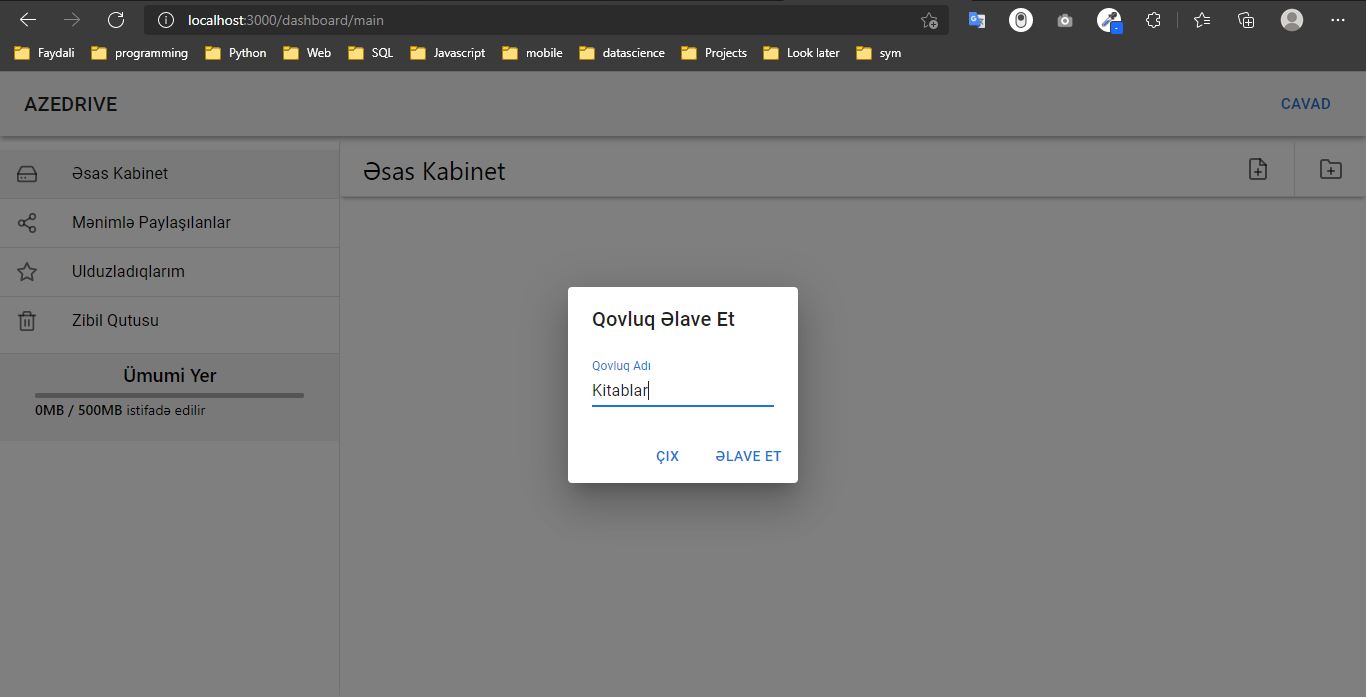 localhost:3000/dashboard/main
Faydali programming Python Web SQL Javascript mobile datascience Projects Look later sym
AZEDRIVE CAVAD
Əsas Kabinet
Mənimlə Paylaşılanlar
Ulduzladıqlarım
Zibil Qutusu
Ümumi Yer
0MB / 500MB istifadə edilir
Əsas Kabinet
Qovluq Əlave Et
Qovluq Adı
Kitablar
ÇIX ƏLAVE ET